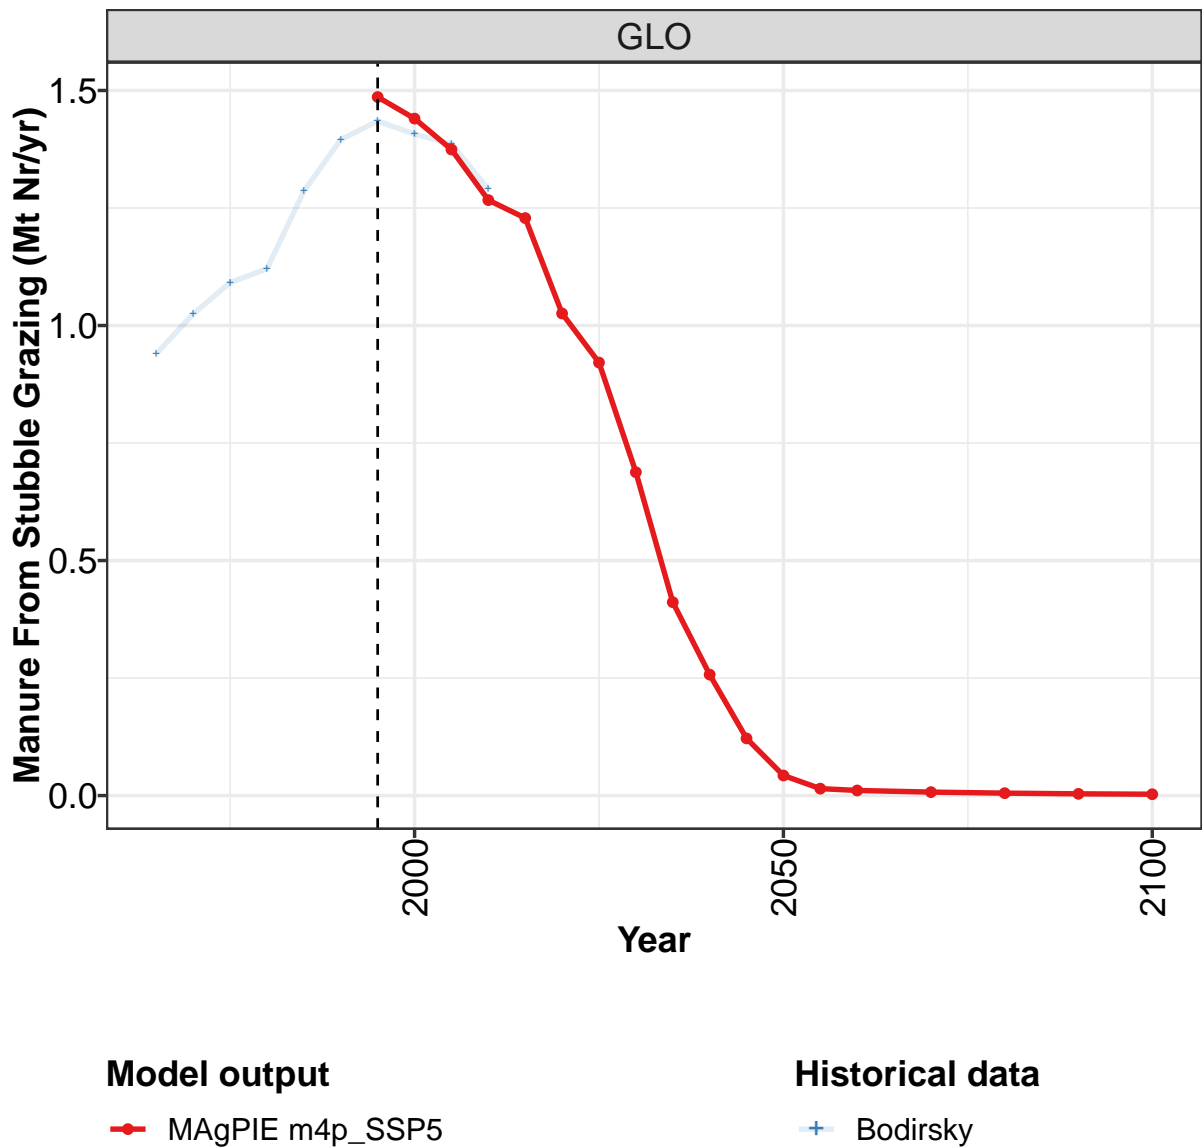 GLO
Manure From Stubble Grazing (Mt Nr/yr)
1.5
1.0
0.5
0.0
2000
2050
2100
Year
Model output
MAgPIE m4p_SSP5
Historical data
Bodirsky